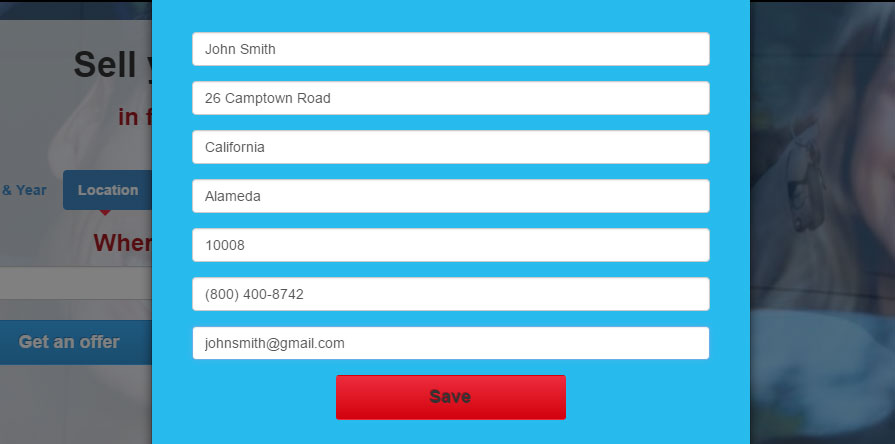 John Smith
Sell
26 Camptown Road
in
California
& Year
Location
Alameda
10008
(800) 400-8742
Get an offer
johnsmith@gmail.com
Save